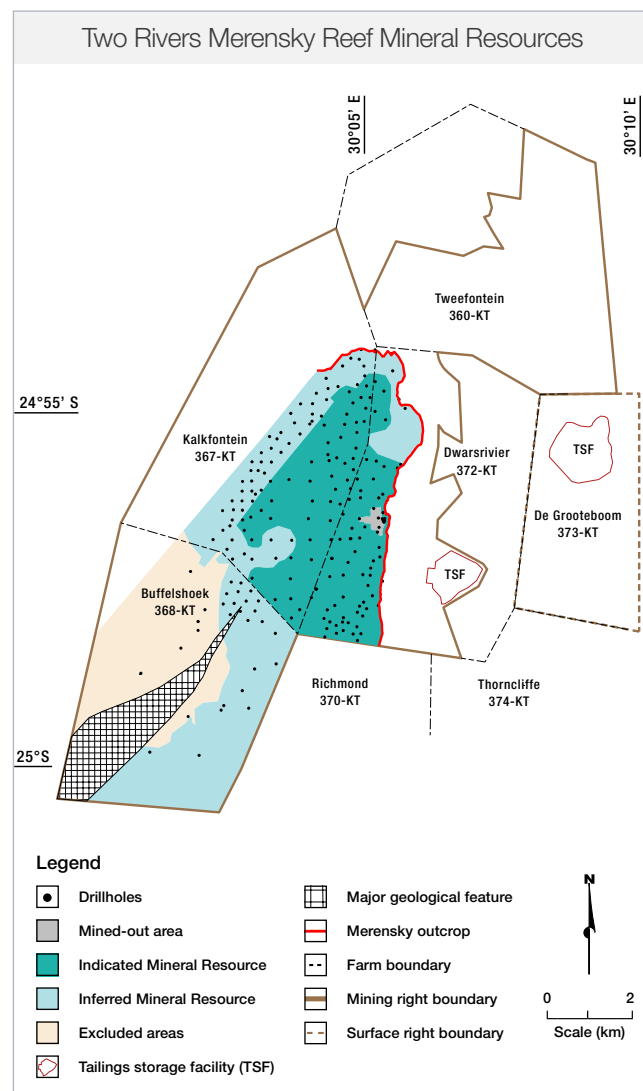 Two Rivers Merensky Reef Mineral Resources
30°05' E
30°10' E
Tweefontein
360-KT
24°55' S
Kalkfontein
367-KT
Dwarsrivier
372-KT
TSF
De Grooteboom
373-KT
TSF
Buffelshoek
368-KT
Richmond
370-KT
Thorncliffe
374-KT
25°S
Legend
Drillholes
Mined-out area
Indicated Mineral Resource
Inferred Mineral Resource
Excluded areas
Tailings storage facility (TSF)
Major geological feature
Merensky outcrop
Farm boundary
Mining right boundary
Surface right boundary
N
0 2
Scale (km)